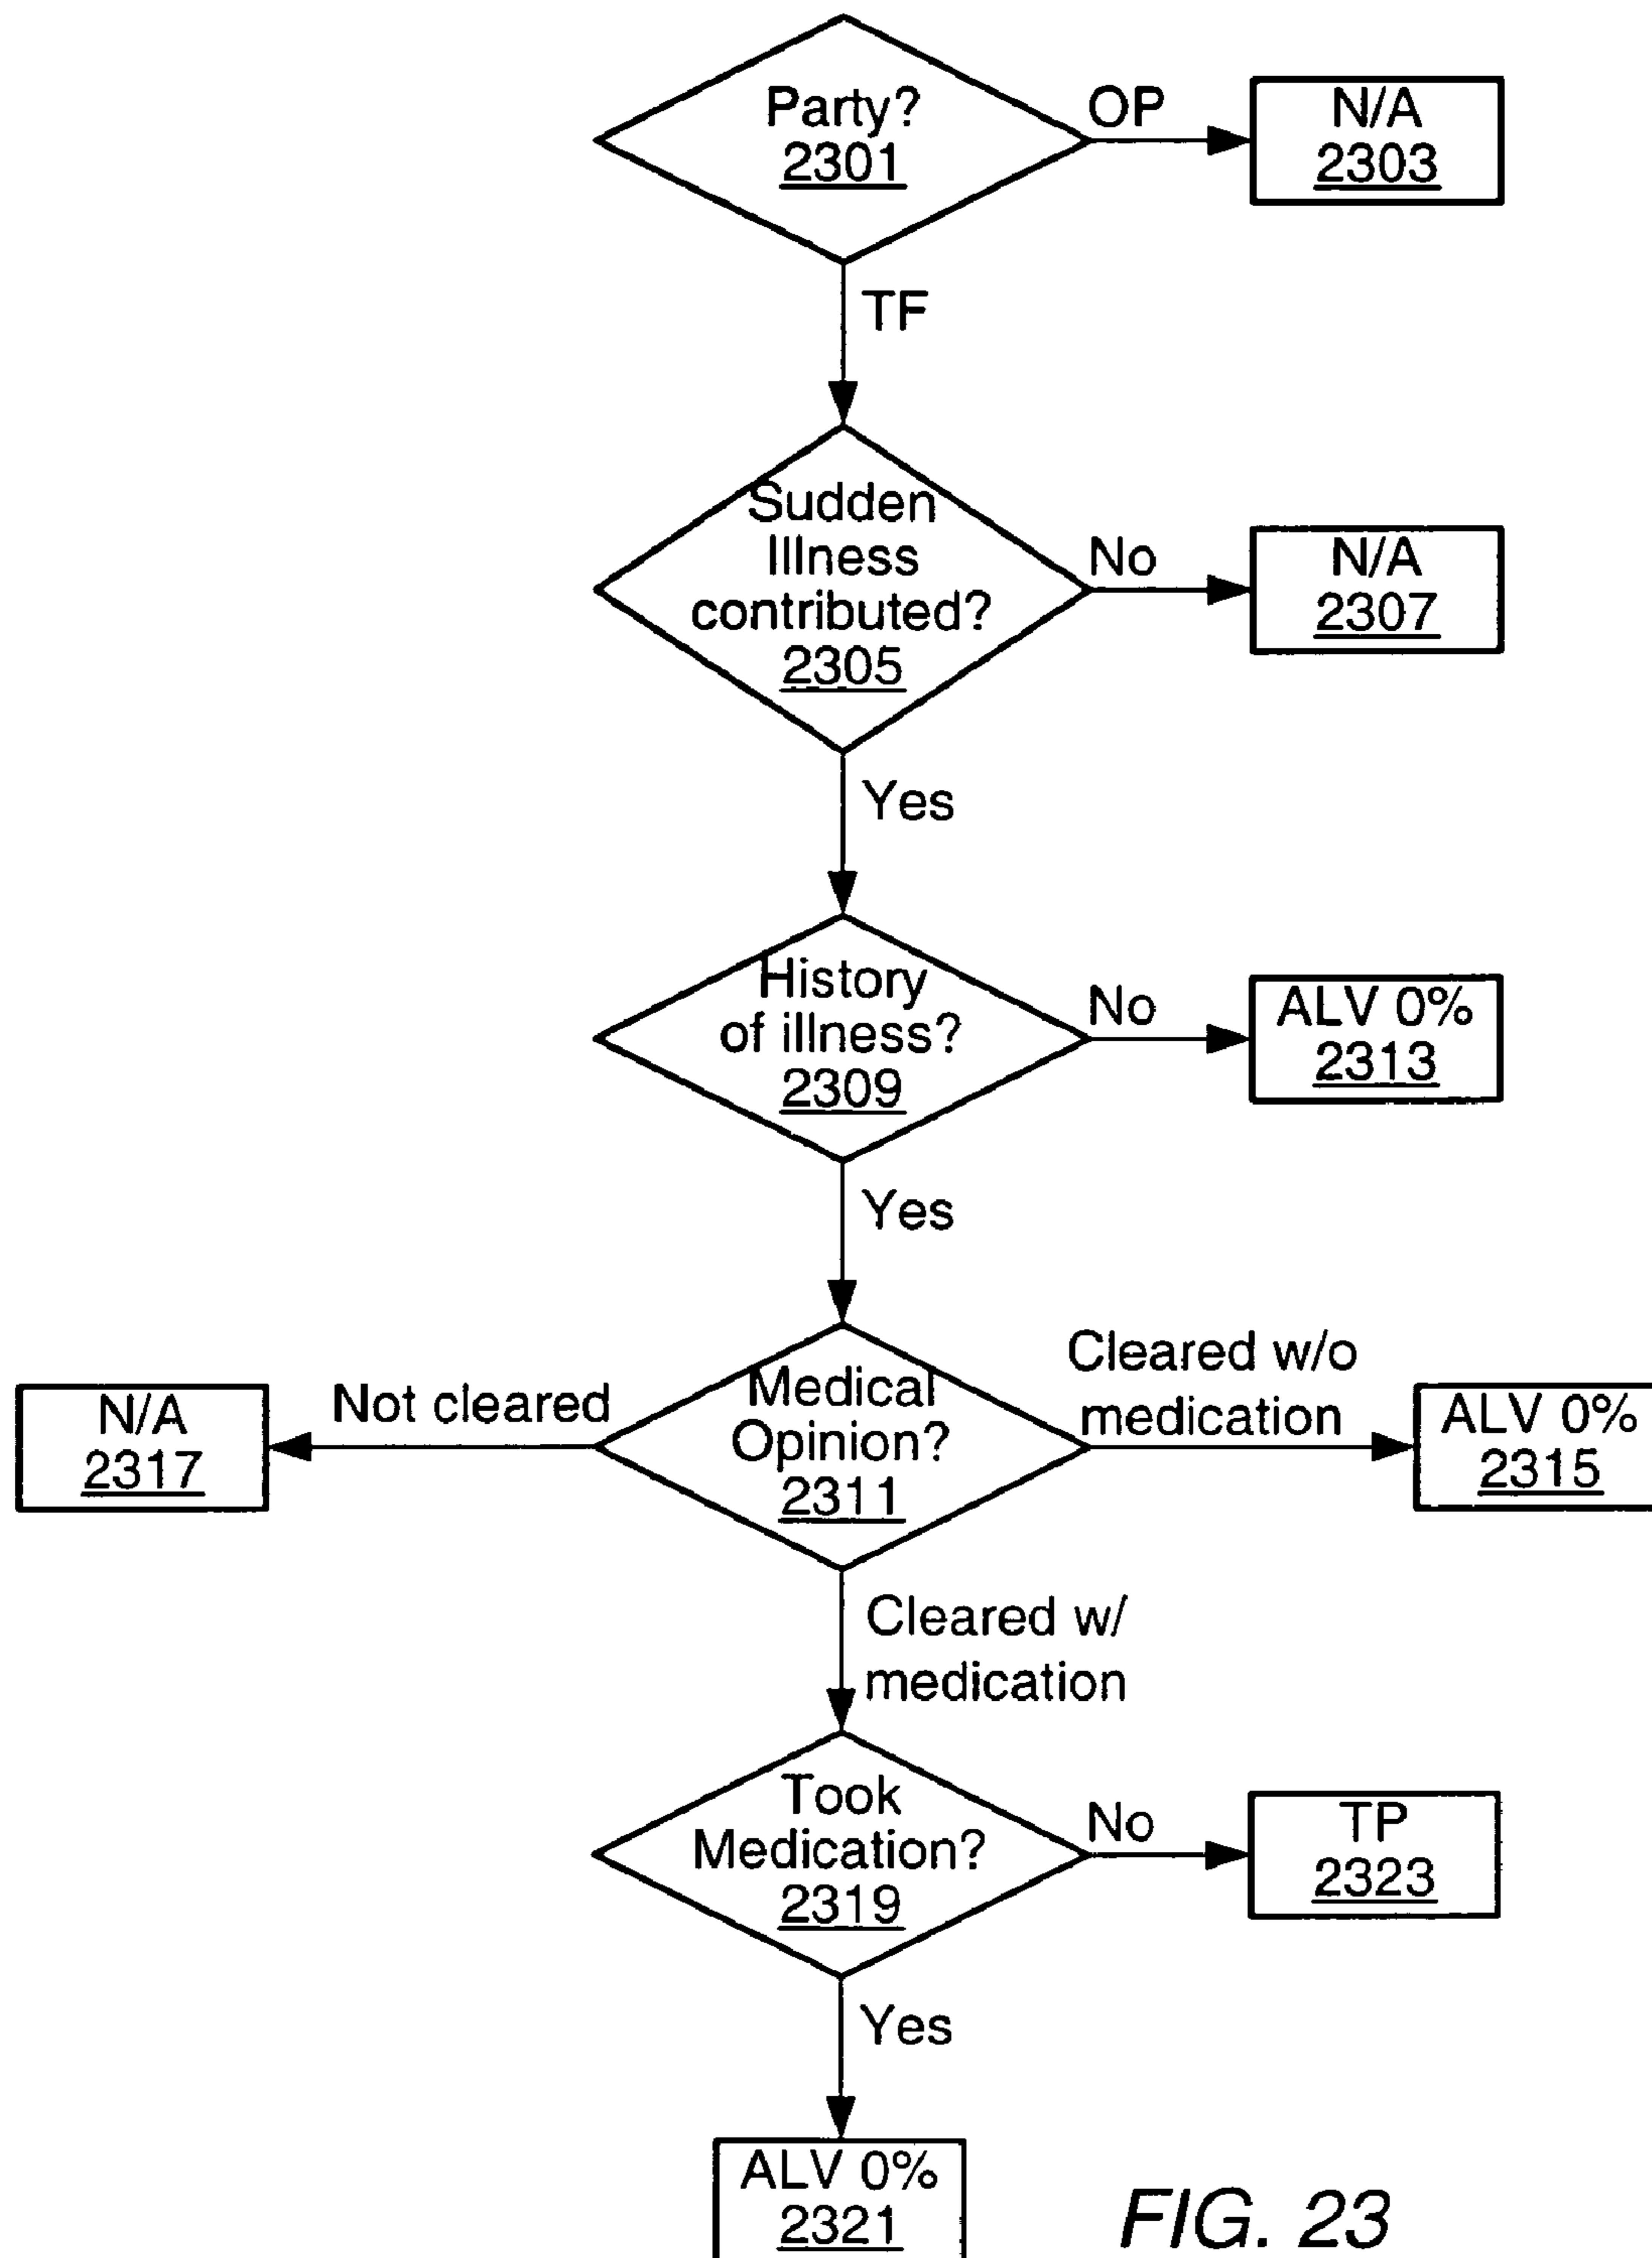 Party?
2301
OP
N/A
2303
TF
Sudden
Illness
contributed?
2305
No
N/A
2307
Yes
History
of illness?
2309
No
ALV 0%
2313
Yes
N/A
2317
Not cleared
Medical
Opinion?
2311
Cleared w/o
medication
ALV 0%
2315
Cleared w/
medication
Took
Medication?
2319
No
TP
2323
Yes
ALV 0%
2321
FIG. 23